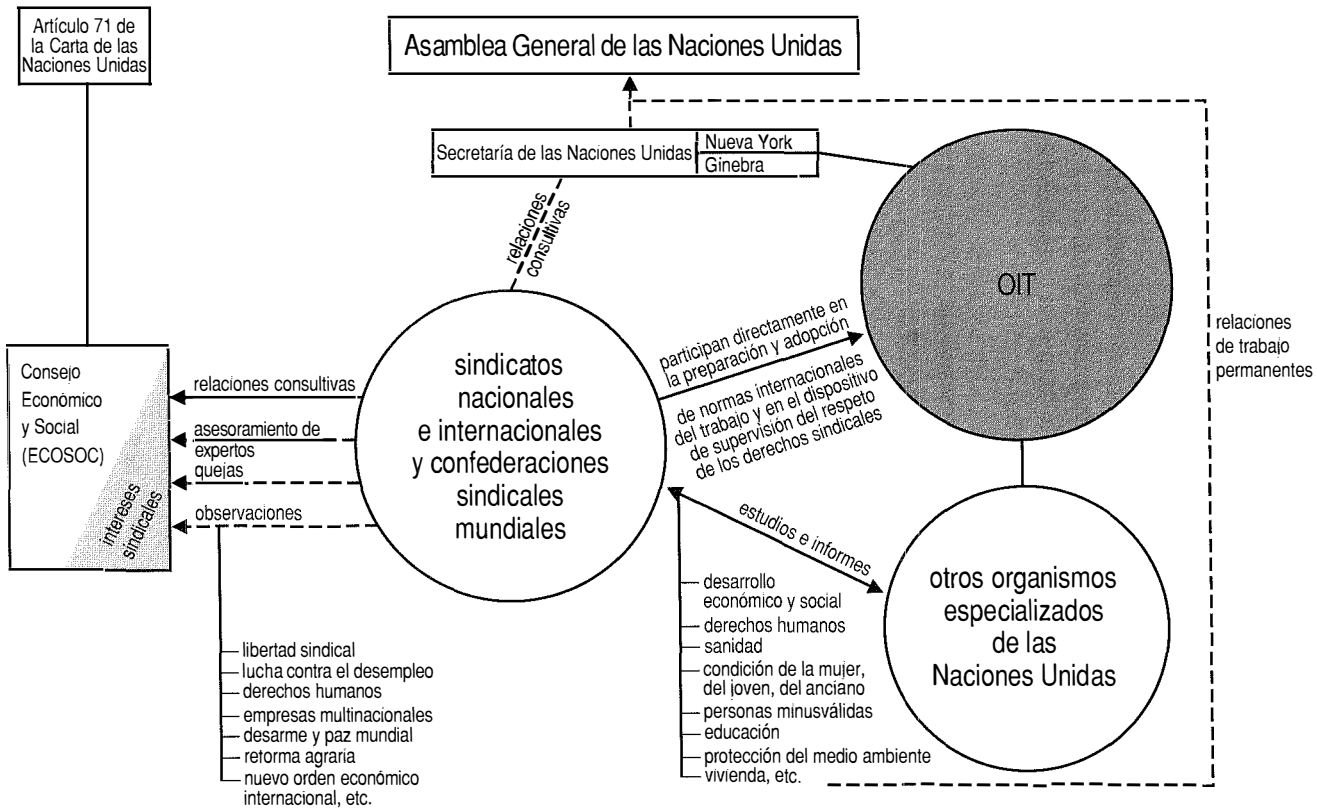 Artículo 71 de
la Carta de las
Naciones Unidas
Asamblea General de las Naciones Unidas
Secretaría de las Naciones Unidas
Nueva York
Ginebra
relaciones
consultivas
OIT
relaciones
de trabajo
permanentes
participan directamente en
la preparación y adopción
de normas internacionales
del trabajo y en el dispositivo
de supervisión del respeto
de los derechos sindicales
Consejo
Económico
y Social
(ECOSOC)
intereses
sindicales
relaciones consultivas
asesoramiento de
expertos
quejas
observaciones
sindicatos
nacionales
e internacionales
y confederaciones
sindicales
mundiales
estudios e informes
otros organismos
especializados
de las
Naciones Unidas
libertad sindical
lucha contra el desempleo
derechos humanos
empresas multinacionales
desarme y paz mundial
retorma agraria
nuevo orden económico
internacional, etc.
desarrollo
económico y social
derechos humanos
sanidad
condición de la mujer,
del joven, del anciano
personas minusválidas
educación
protección del medio ambiente
vivienda, etc.